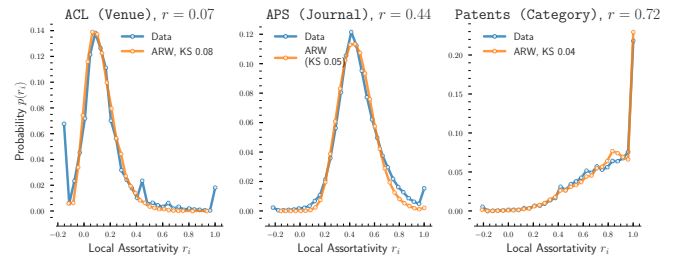 ACL (Venue), r = 0.07
Data
ARW, KS 0.08
Probability p(r_i)
0.14
0.12
0.10
0.08
0.06
0.04
0.02
0.00
−0.2 0.0 0.2 0.4 0.6 0.8 1.0
Local Assortativity r_i
APS (Journal), r = 0.44
Data
ARW
(KS 0.05)
0.12
0.10
0.08
0.06
0.04
0.02
0.00
−0.2 0.0 0.2 0.4 0.6 0.8 1.0
Local Assortativity r_i
Patents (Category), r = 0.72
Data
ARW, KS 0.04
0.20
0.15
0.10
0.05
0.00
−0.2 0.0 0.2 0.4 0.6 0.8 1.0
Local Assortativity r_i